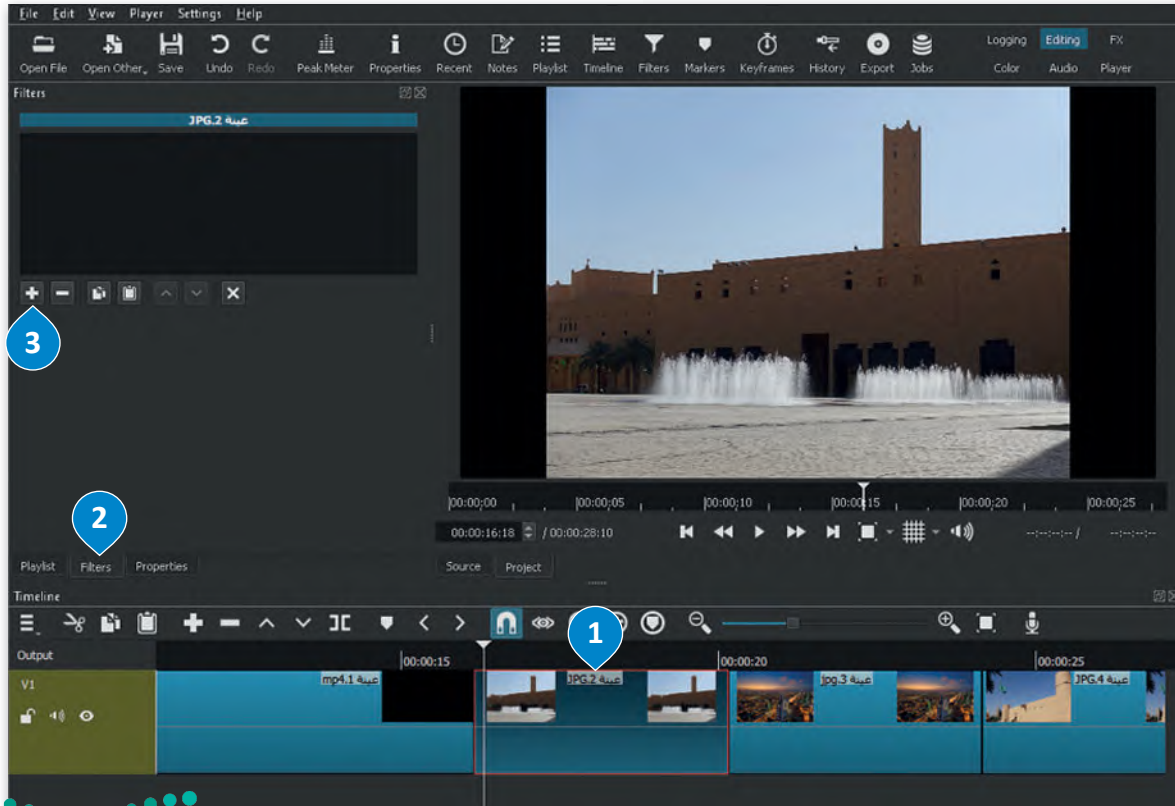 File Edit View Player Settings Help
Open File Open Other Save Undo Redo Peak Meter Properties Recent Notes Playlist Timeline Filters Markers Keyframes History Export Jobs
Logging Editing FX
Color Audio Player
Filters
عينة 2.JPG
3
|00:00;00 |00:00;05 |00:00;10 |00:00;15 |00:00;20 |00:00;25
2
00:00:16:18 / 00:00:28:10 --:--:--:-- / --:--:--:--
Playlist Filters Properties
Source Project
Timeline
1
Output
|00:00:15 |00:00:20 |00:00:25
V1
عينة 1.mp4
عينة 2.JPG
عينة 3.jpg
عينة 4.JPG